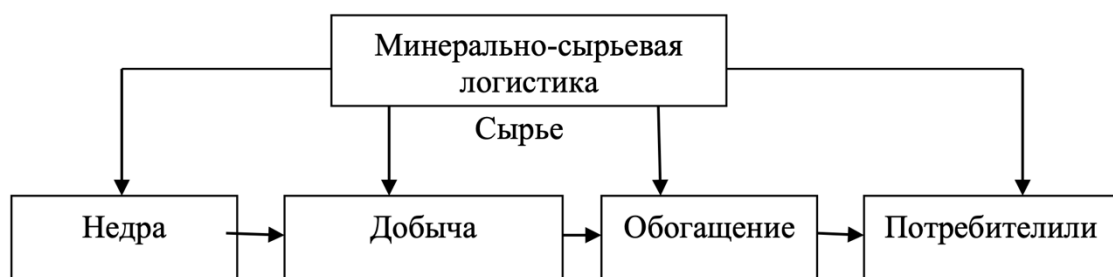 Минерально-сырьевая
логистика
Сырье
Недра
Добыча
Обогащение
Потребителили